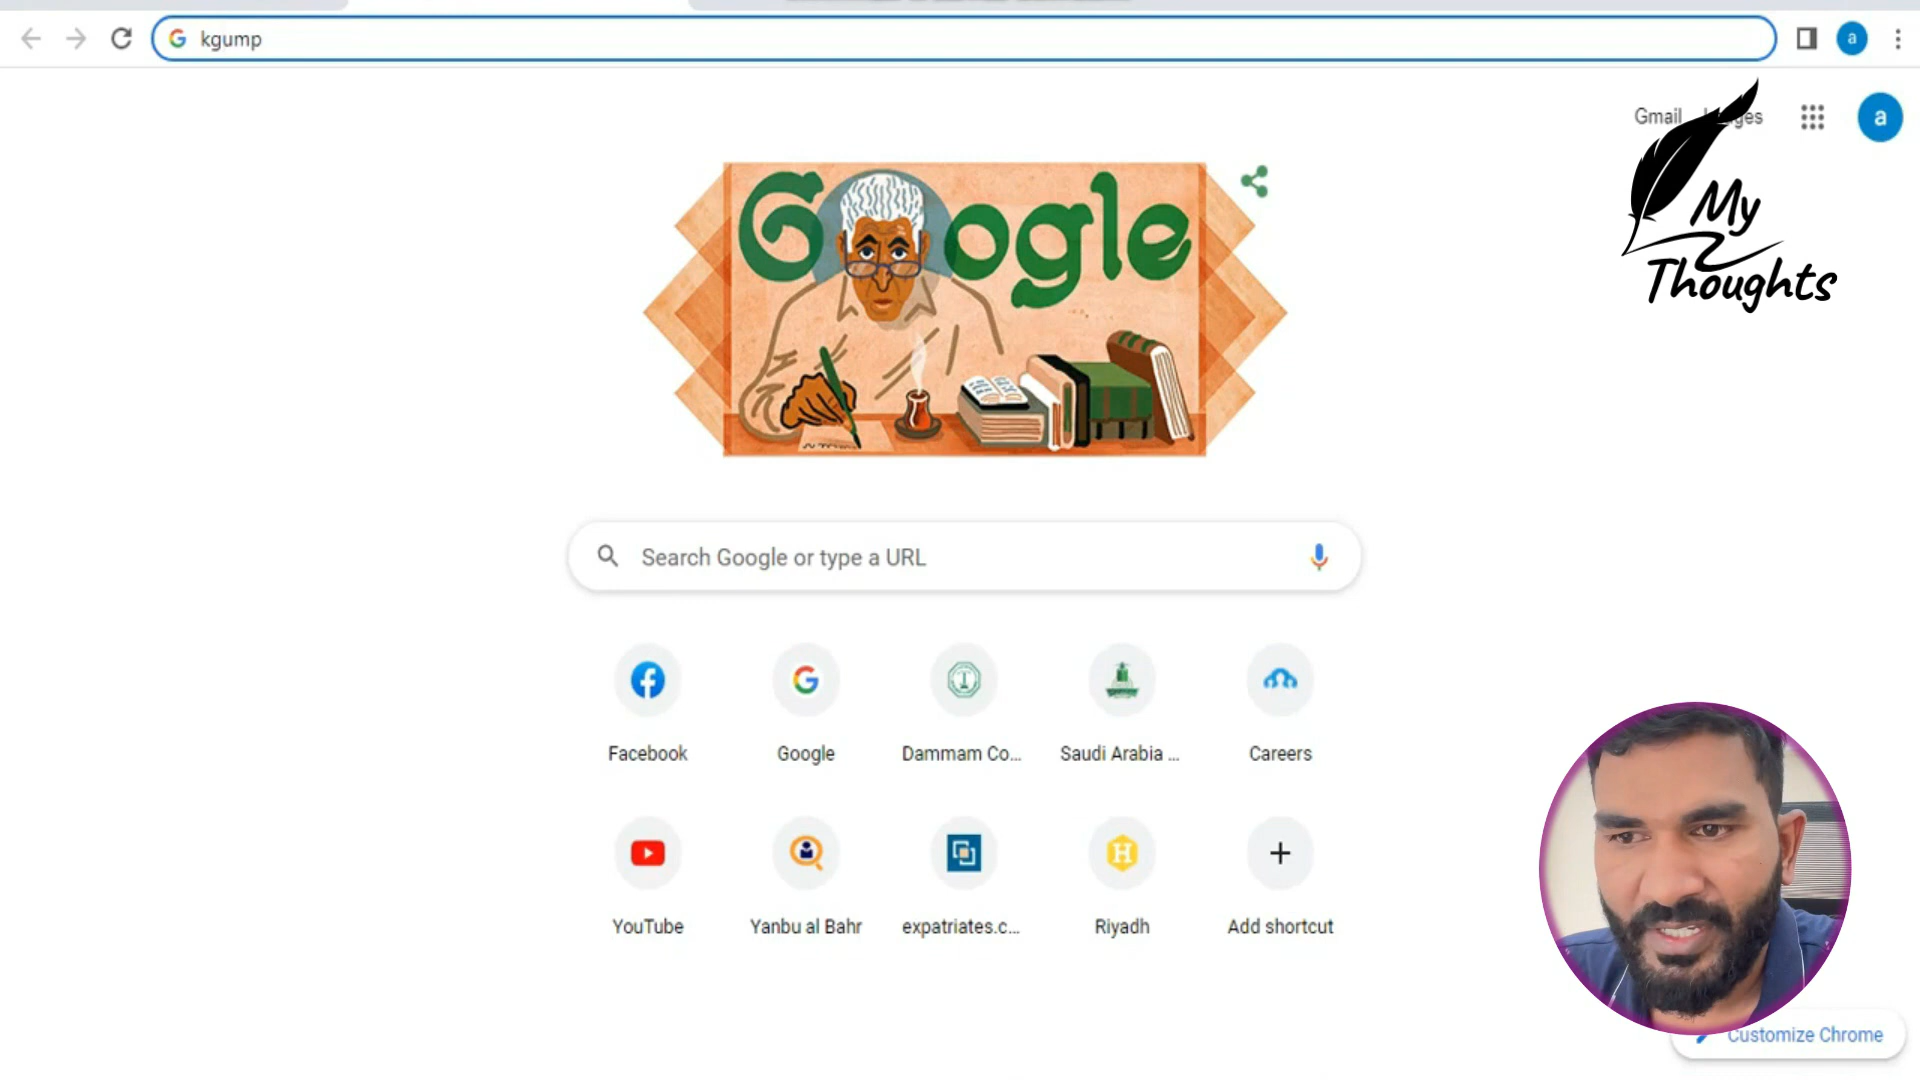 kgump
Gmail
Google
My
Thoughts
Search Google or type a URL
Facebook
Google
Dammam Co...
Saudi Arabia ...
Careers
YouTube
Yanbu al Bahr
expatriates.c...
Riyadh
Add shortcut
Customize Chrome
a
a
H